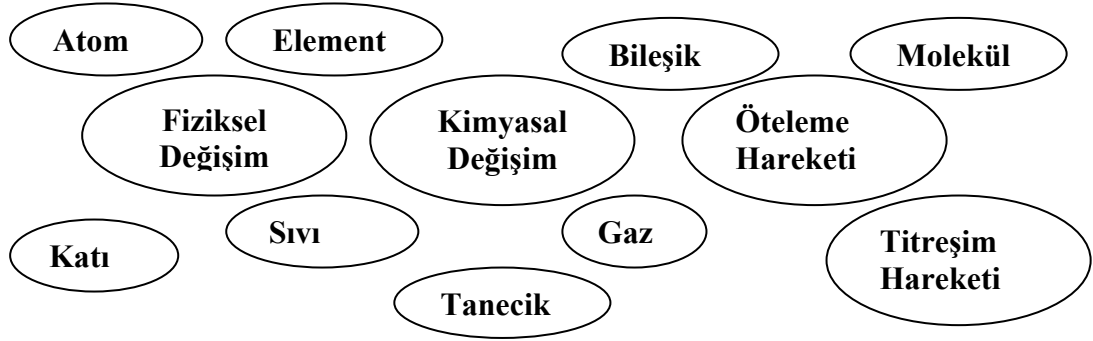 Atom
Element
Bileşik
Molekül
Fiziksel
Değişim
Kimyasal
Değişim
Öteleme
Hareketi
Katı
Sıvı
Gaz
Titreşim
Hareketi
Tanecik